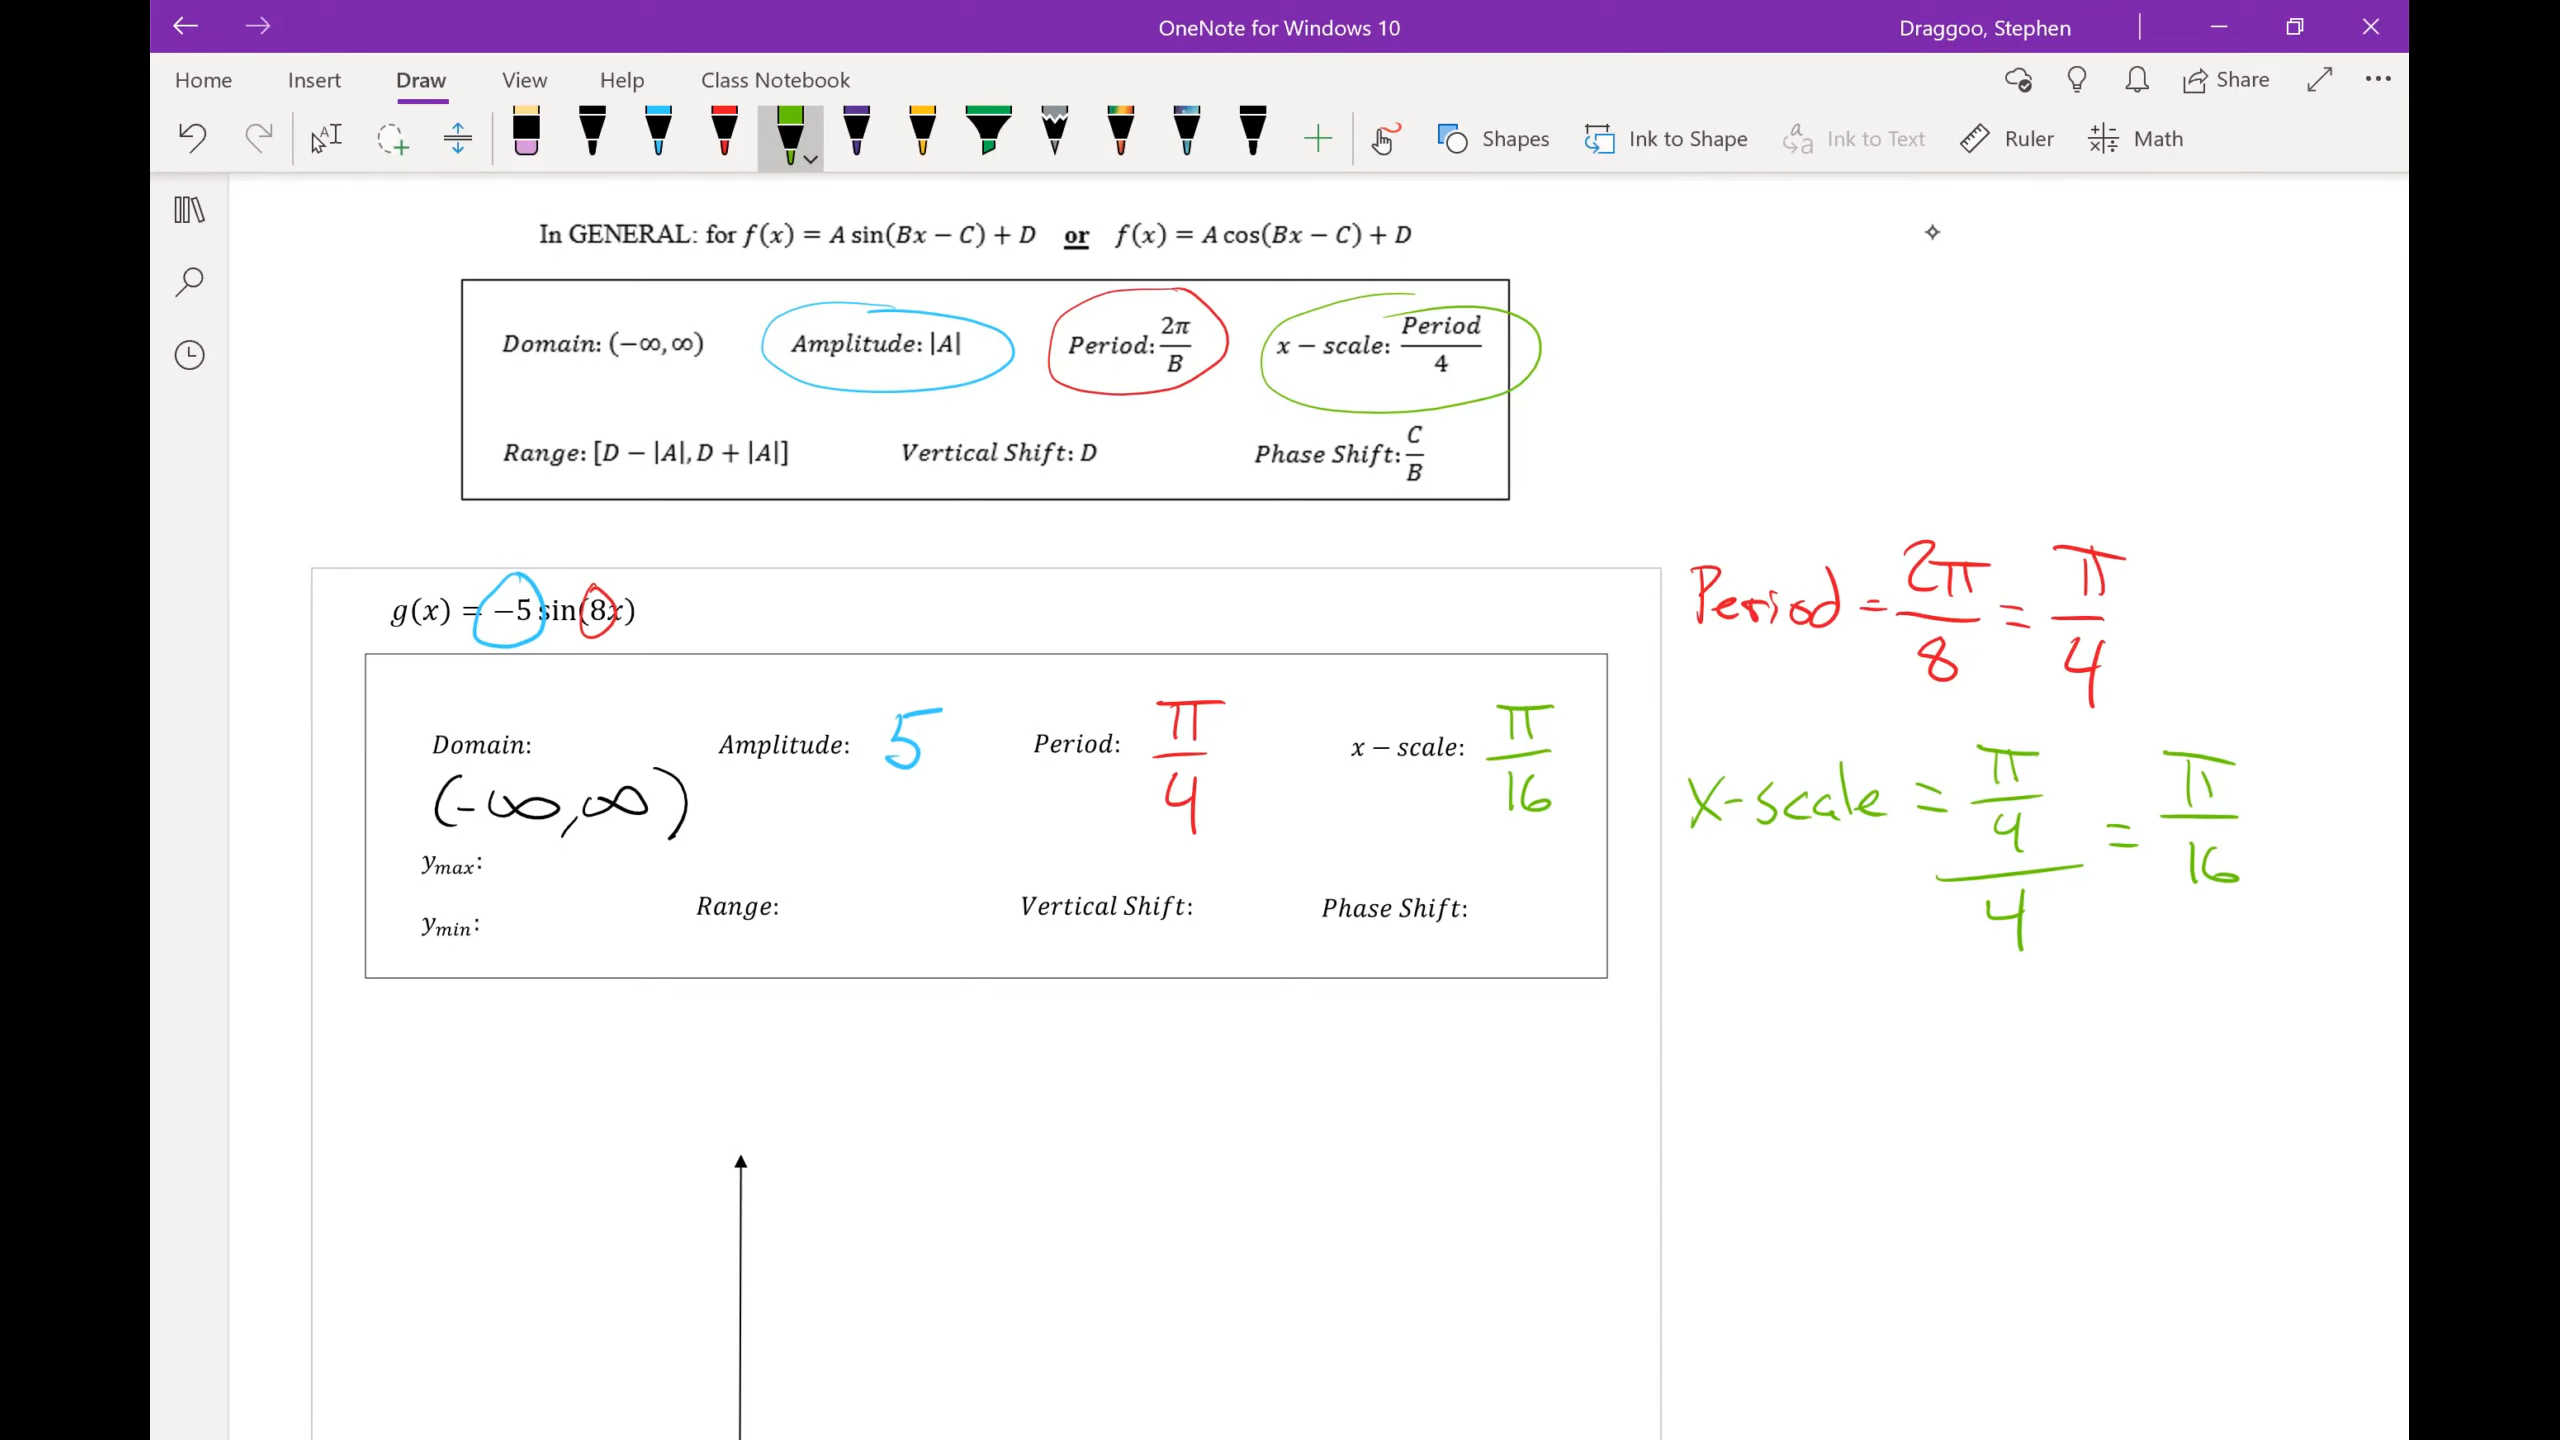 OneNote for Windows 10
Draggoo, Stephen
Home Insert Draw View Help Class Notebook Share
Shapes Ink to Shape Ink to Text Ruler Math
In GENERAL: for f(x) = A sin(Bx − C) + D or f(x) = A cos(Bx − C) + D
Domain: (−∞,∞) Amplitude: |A| Period: 2π/B x − scale: Period/4
Range: [D − |A|, D + |A|] Vertical Shift: D Phase Shift: C/B
g(x) = −5 sin(8x)
Period = 2π/8 = π/4
Domain: Amplitude: 5 Period: π/4 x − scale: π/16
(-∞,∞)
x-scale = π/4/4 = π/16
y_max:
Range: Vertical Shift: Phase Shift:
y_min: